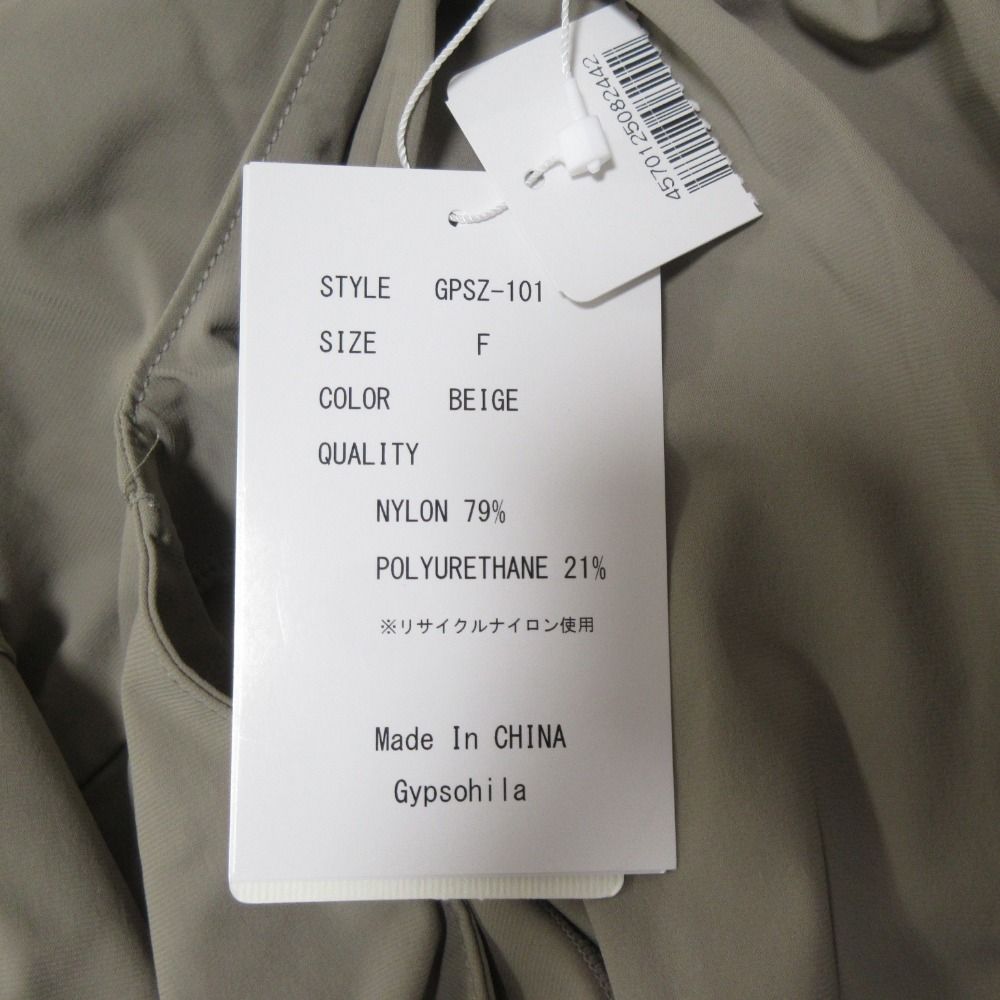 4570125082442
STYLE GPSZ-101
SIZE F
COLOR BEIGE
QUALITY
NYLON 79%
POLYURETHANE 21%
※リサイクルナイロン使用
Made In CHINA
Gypsohila